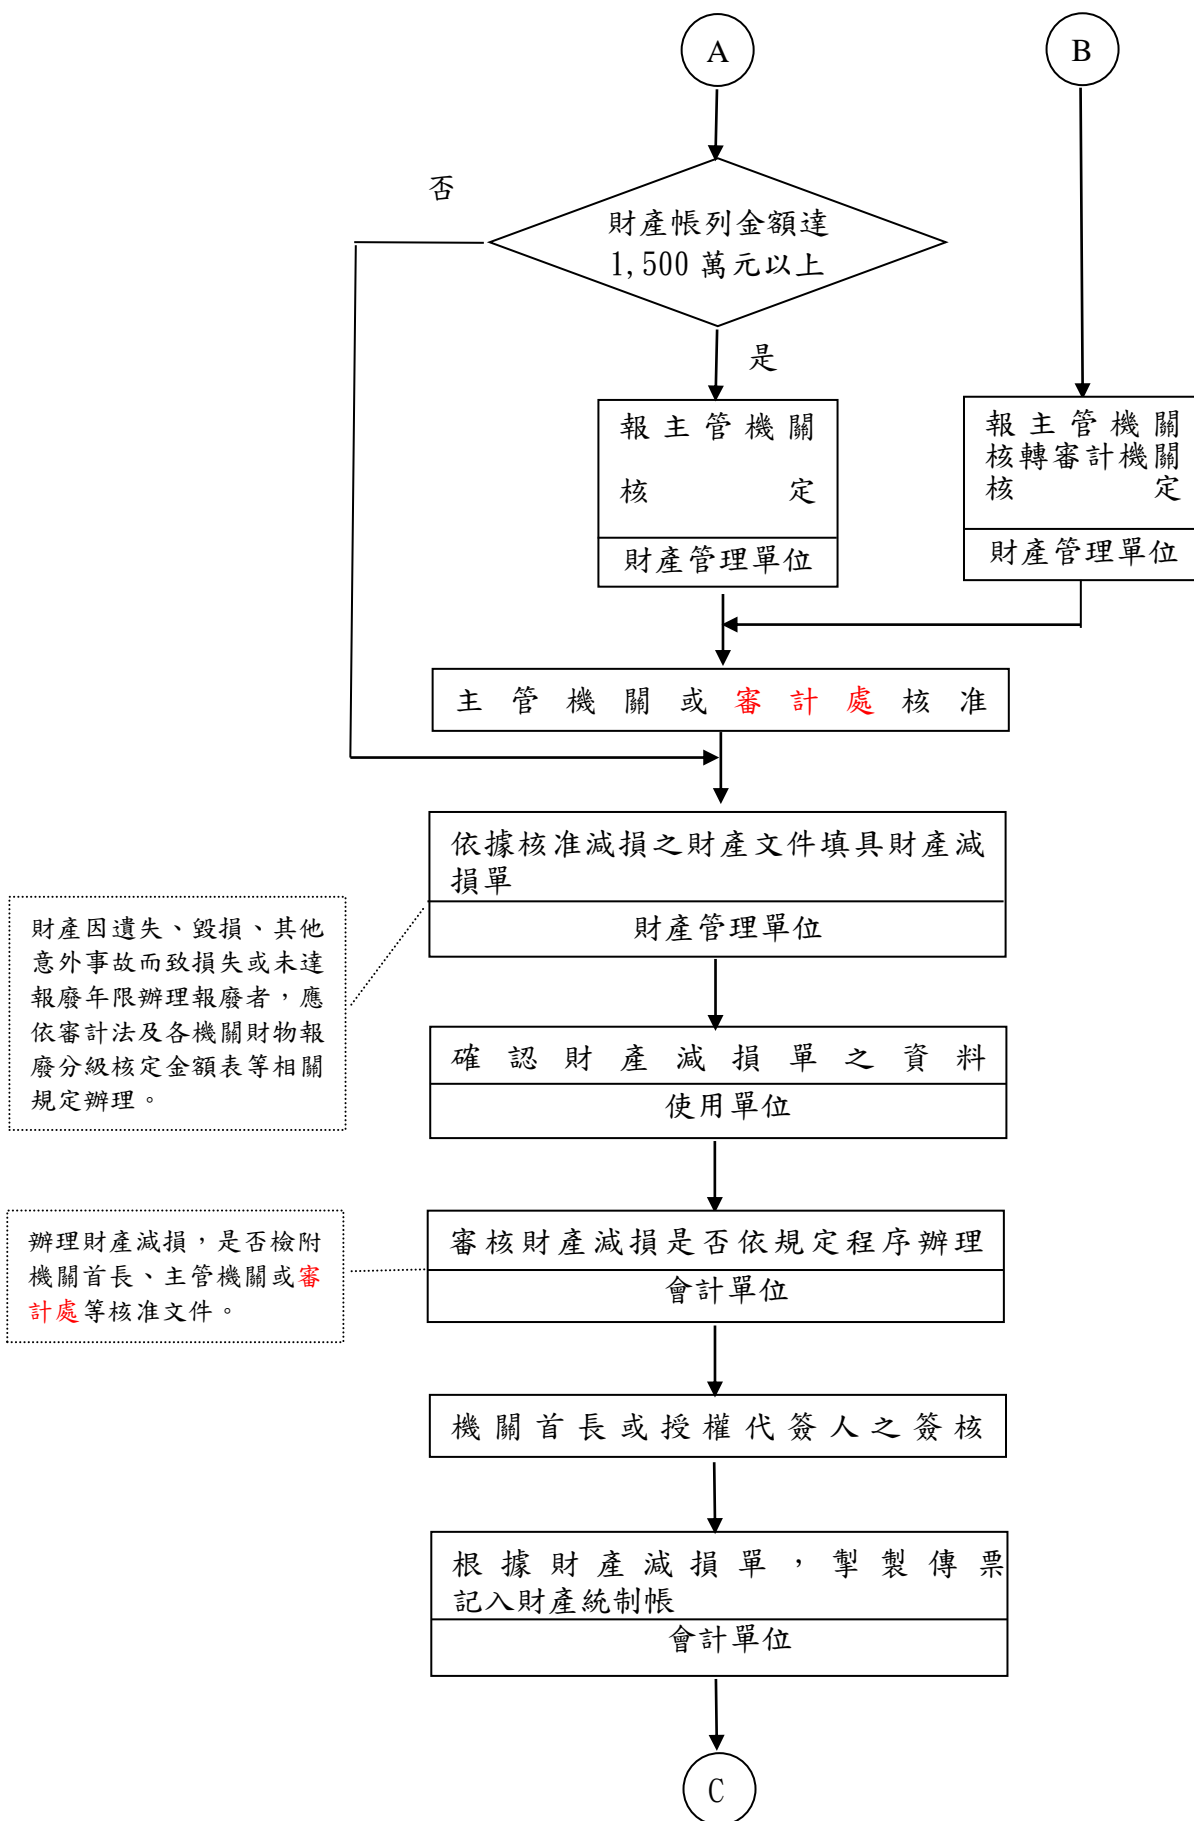 A
B
否
財產帳列金額達
1,500 萬元以上
是
報主管機關
核定
財產管理單位
報主管機關
核轉審計機關
核定
財產管理單位
主管機關或審計處核准
依據核准減損之財產文件填具財產減
損單
財產管理單位
財產因遺失、毀損、其他
意外事故而致損失或未達
報廢年限辦理報廢者，應
依審計法及各機關財物報
廢分級核定金額表等相關
規定辦理。
確認財產減損單之資料
使用單位
審核財產減損是否依規定程序辦理
會計單位
辦理財產減損，是否檢附
機關首長、主管機關或審
計處等核准文件。
機關首長或授權代簽人之簽核
根據財產減損單，掣製傳票
記入財產統制帳
會計單位
C